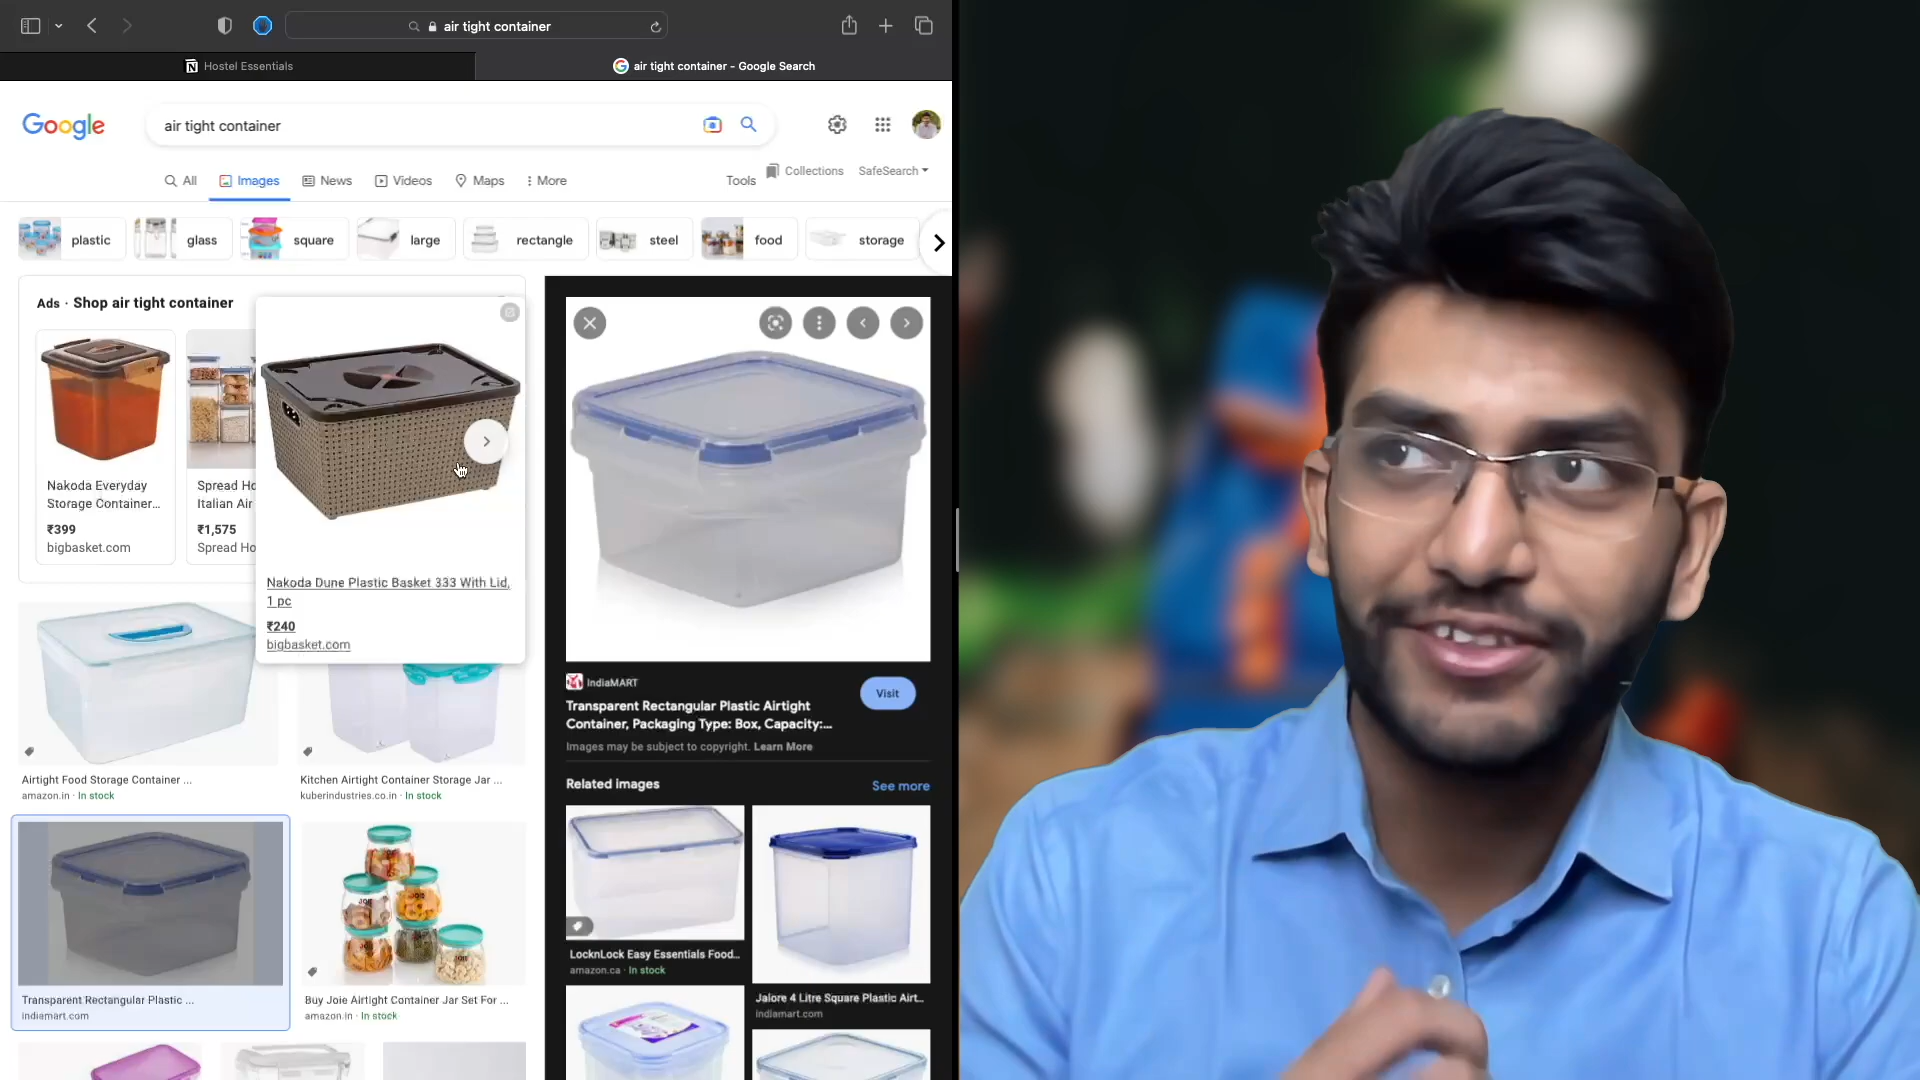 air tight container
Hostel Essentials
air tight container - Google Search
Google
air tight container
All
Images
News
Videos
Maps
More
Tools
Collections
SafeSearch
plastic
glass
square
large
rectangle
steel
food
storage
Ads · Shop air tight container
Nakoda Everyday
Storage Container...
₹399
bigbasket.com
Spread Ho
Italian Air
₹1,575
Spread Ho
Nakoda Dune Plastic Basket 333 With Lid,
1 pc
₹240
bigbasket.com
Airtight Food Storage Container ...
amazon.in · In stock
Kitchen Airtight Container Storage Jar ...
kuberindustries.co.in · In stock
Transparent Rectangular Plastic ...
indiamart.com
Buy Joie Airtight Container Jar Set For ...
amazon.in · In stock
IndiaMART
Visit
Transparent Rectangular Plastic Airtight
Container, Packaging Type: Box, Capacity:...
Images may be subject to copyright. Learn More
Related images
See more
LocknLock Easy Essentials Food...
amazon.ca · In stock
Jalore 4 Litre Square Plastic Airt...
indiamart.com